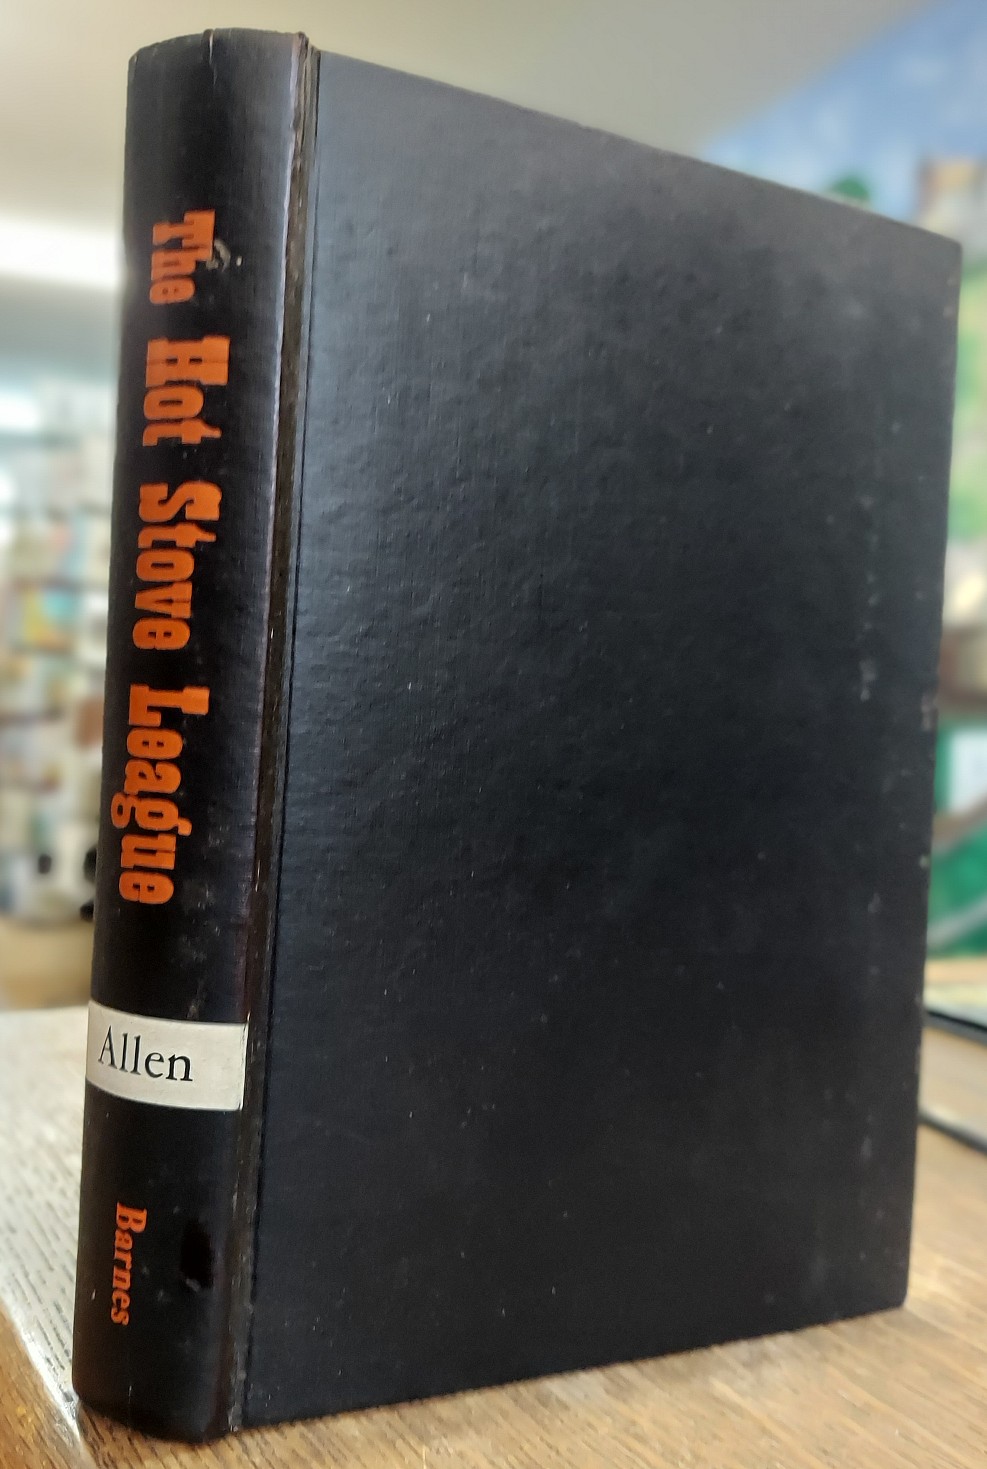 The Hot Stove League
Allen
Barnes